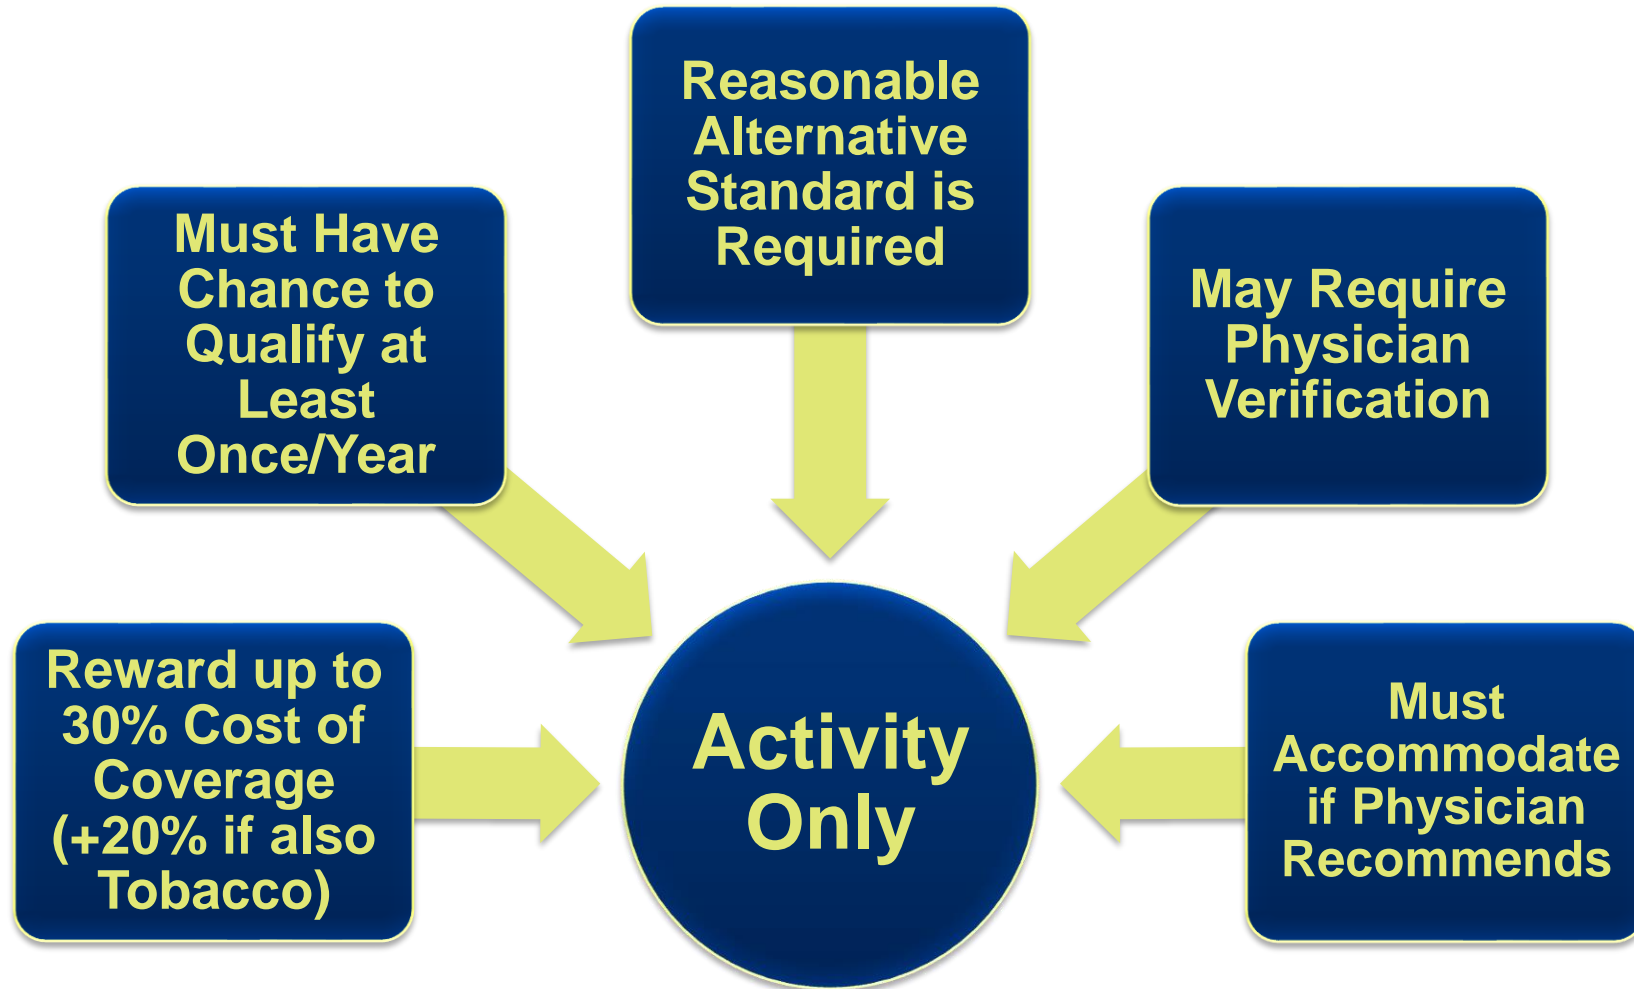 Reasonable
Alternative
Standard is
Required
Must Have
Chance to
Qualify at
Least
Once/Year
May Require
Physician
Verification
Reward up to
30% Cost of
Coverage
(+20% if also
Tobacco)
Activity
Only
Must
Accommodate
if Physician
Recommends